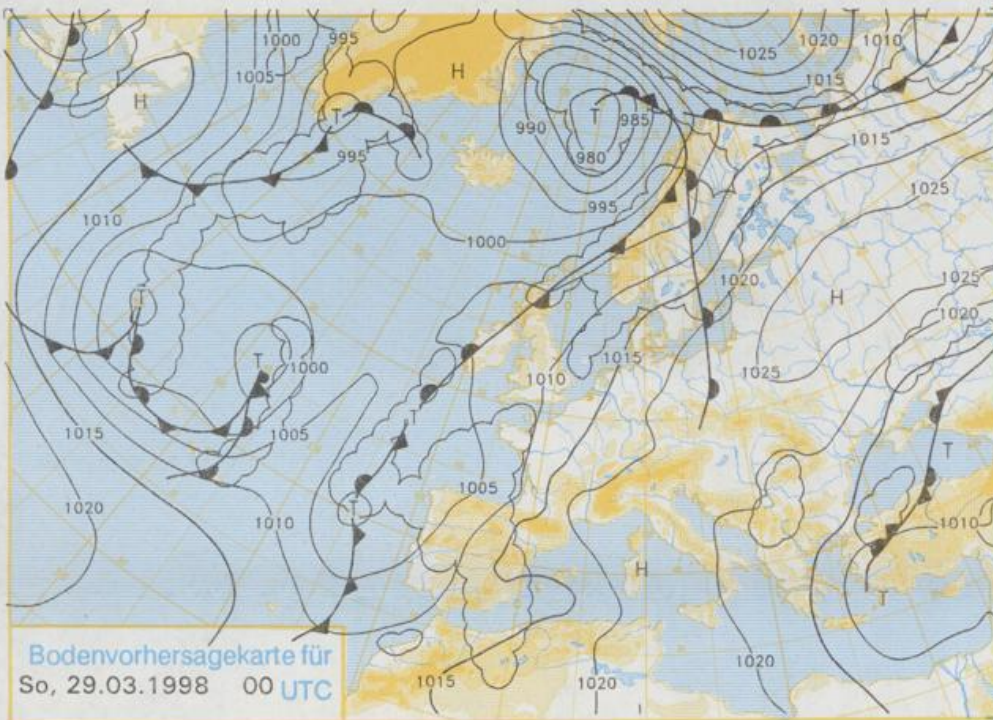 1000 995 1025 1020 1010
1005 1015
H H
T T 985
990
995 980 1015
1025
1010 995
1000
1025
1020 H
T 1020
1000 T 1015
1010 1025
1015 1005 T
T
1020 1010 1005
T 1010
H T
1020
Bodenvorhersagekarte für
So, 29.03.1998 00 UTC
1015 1020